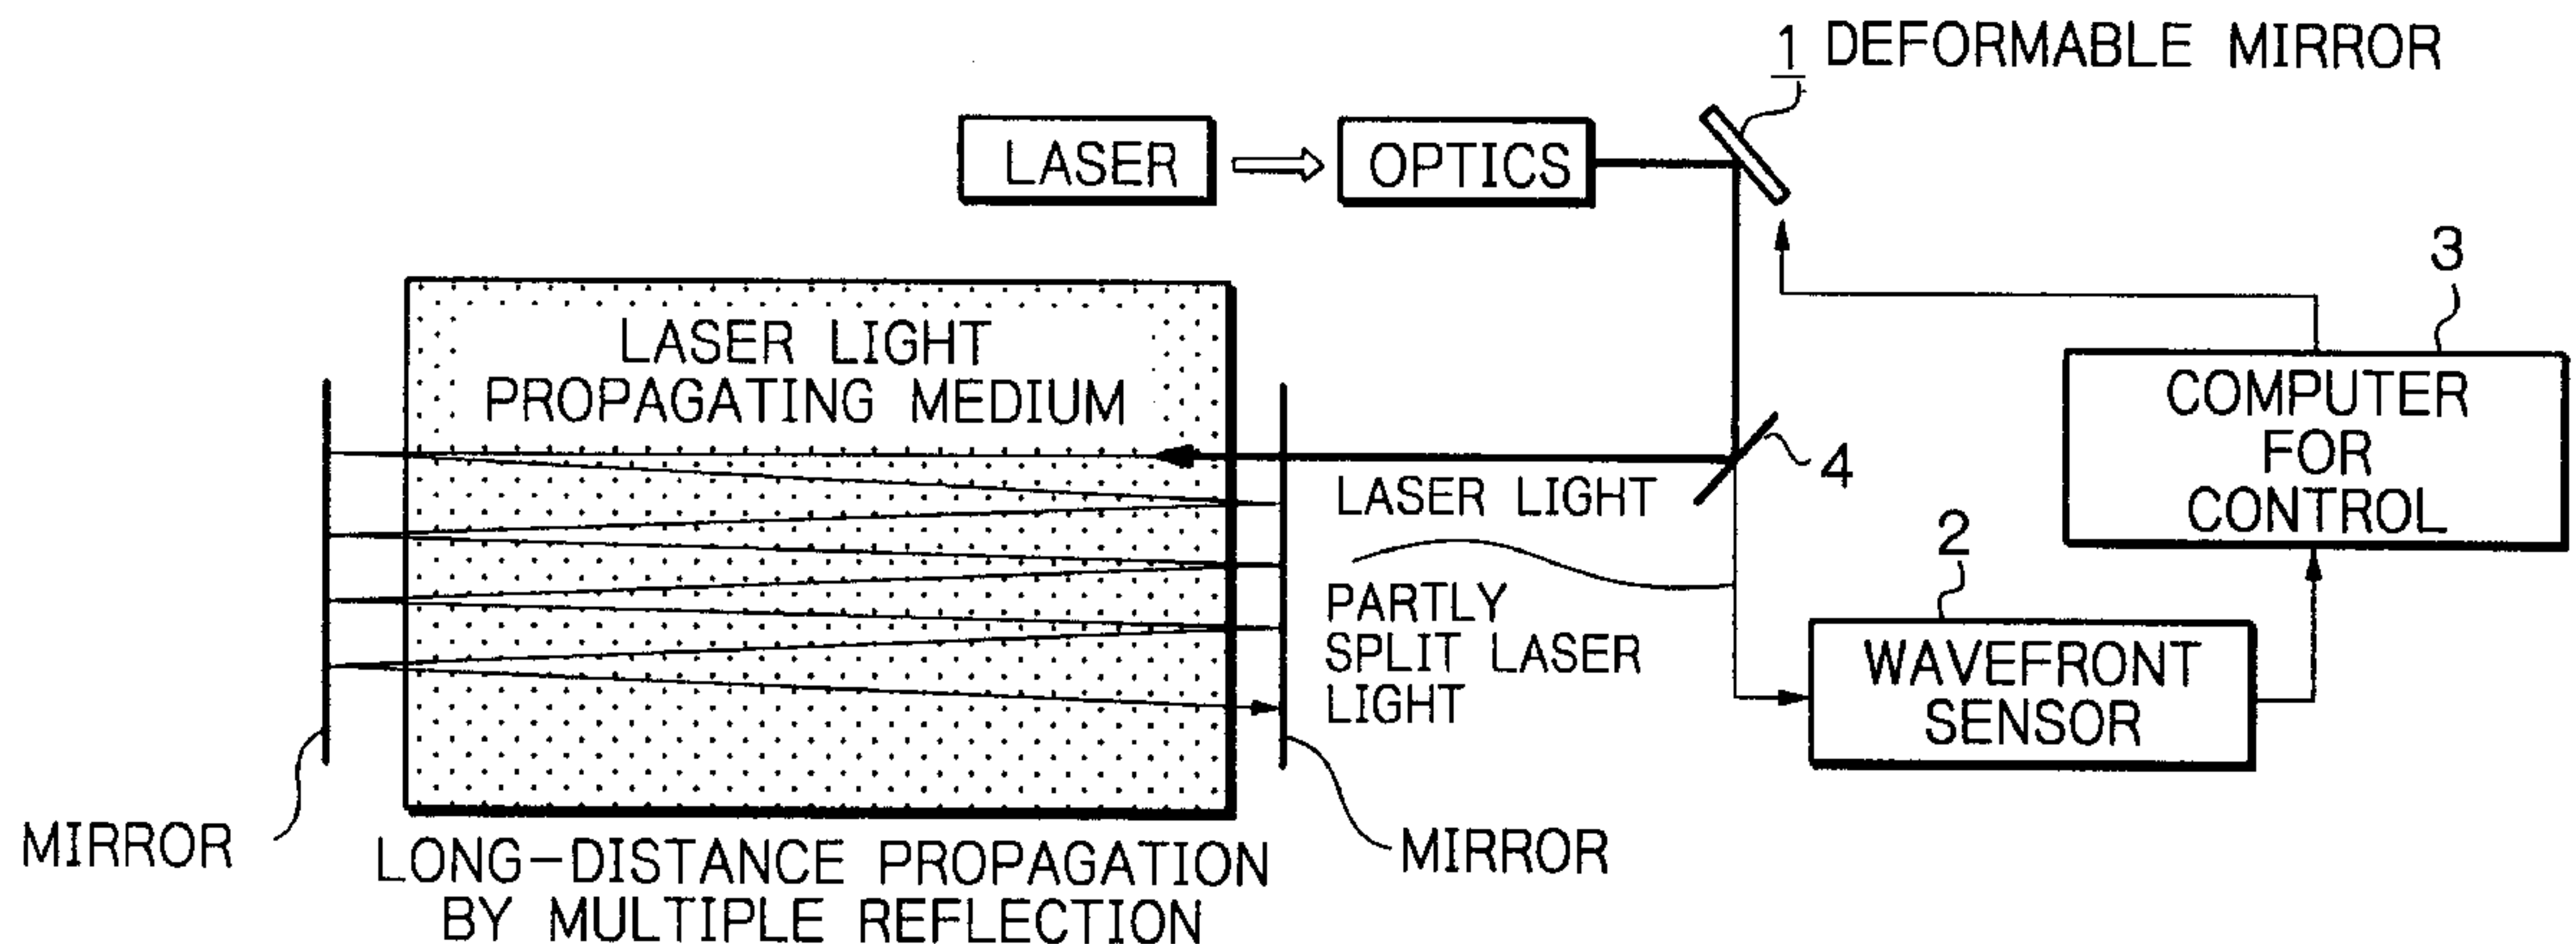 1 DEFORMABLE MIRROR
LASER
OPTICS
3
COMPUTER
FOR
CONTROL
LASER LIGHT
PROPAGATING MEDIUM
4
LASER LIGHT
2
PARTLY
SPLIT LASER
LIGHT
WAVEFRONT
SENSOR
MIRROR
MIRROR
LONG-DISTANCE PROPAGATION
BY MULTIPLE REFLECTION